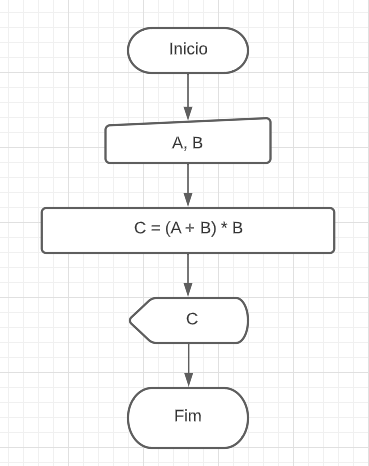 Inicio
A, B
C = (A + B) * B
C
Fim